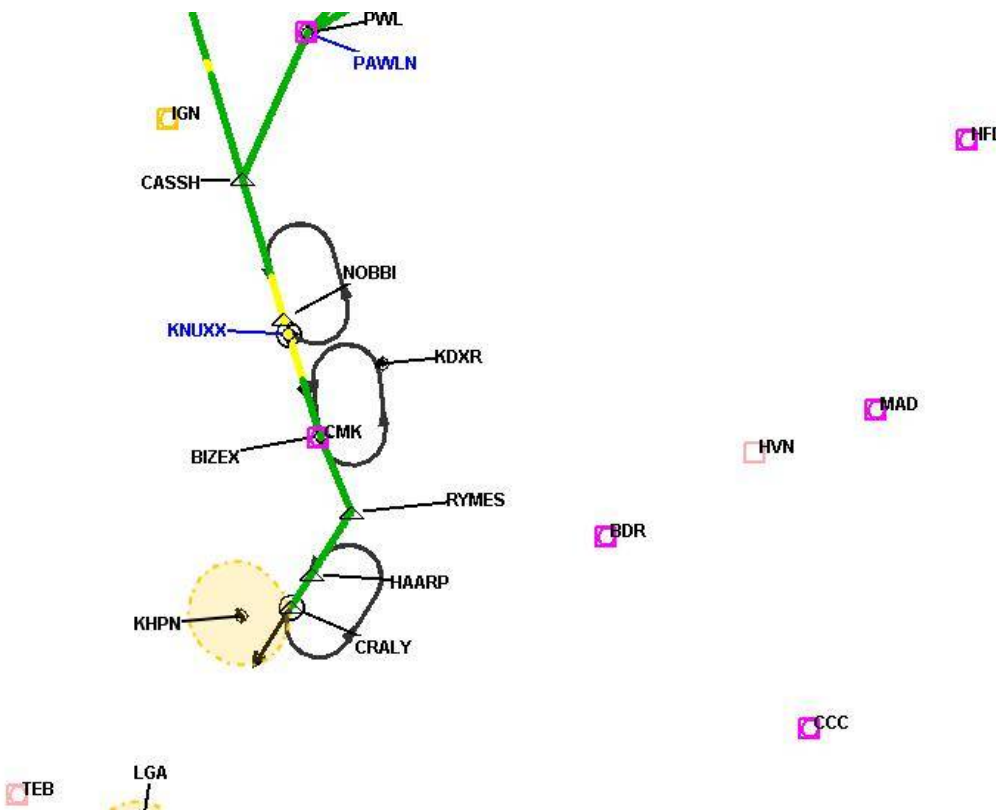 PWL
PAWLN
IGN
HFD
CASSH
NOBBI
KNUXX
KDXR
MAD
CMK
HVN
BIZEX
RYMES
BDR
HAARP
KHPN
CRALY
CCC
LGA
TEB